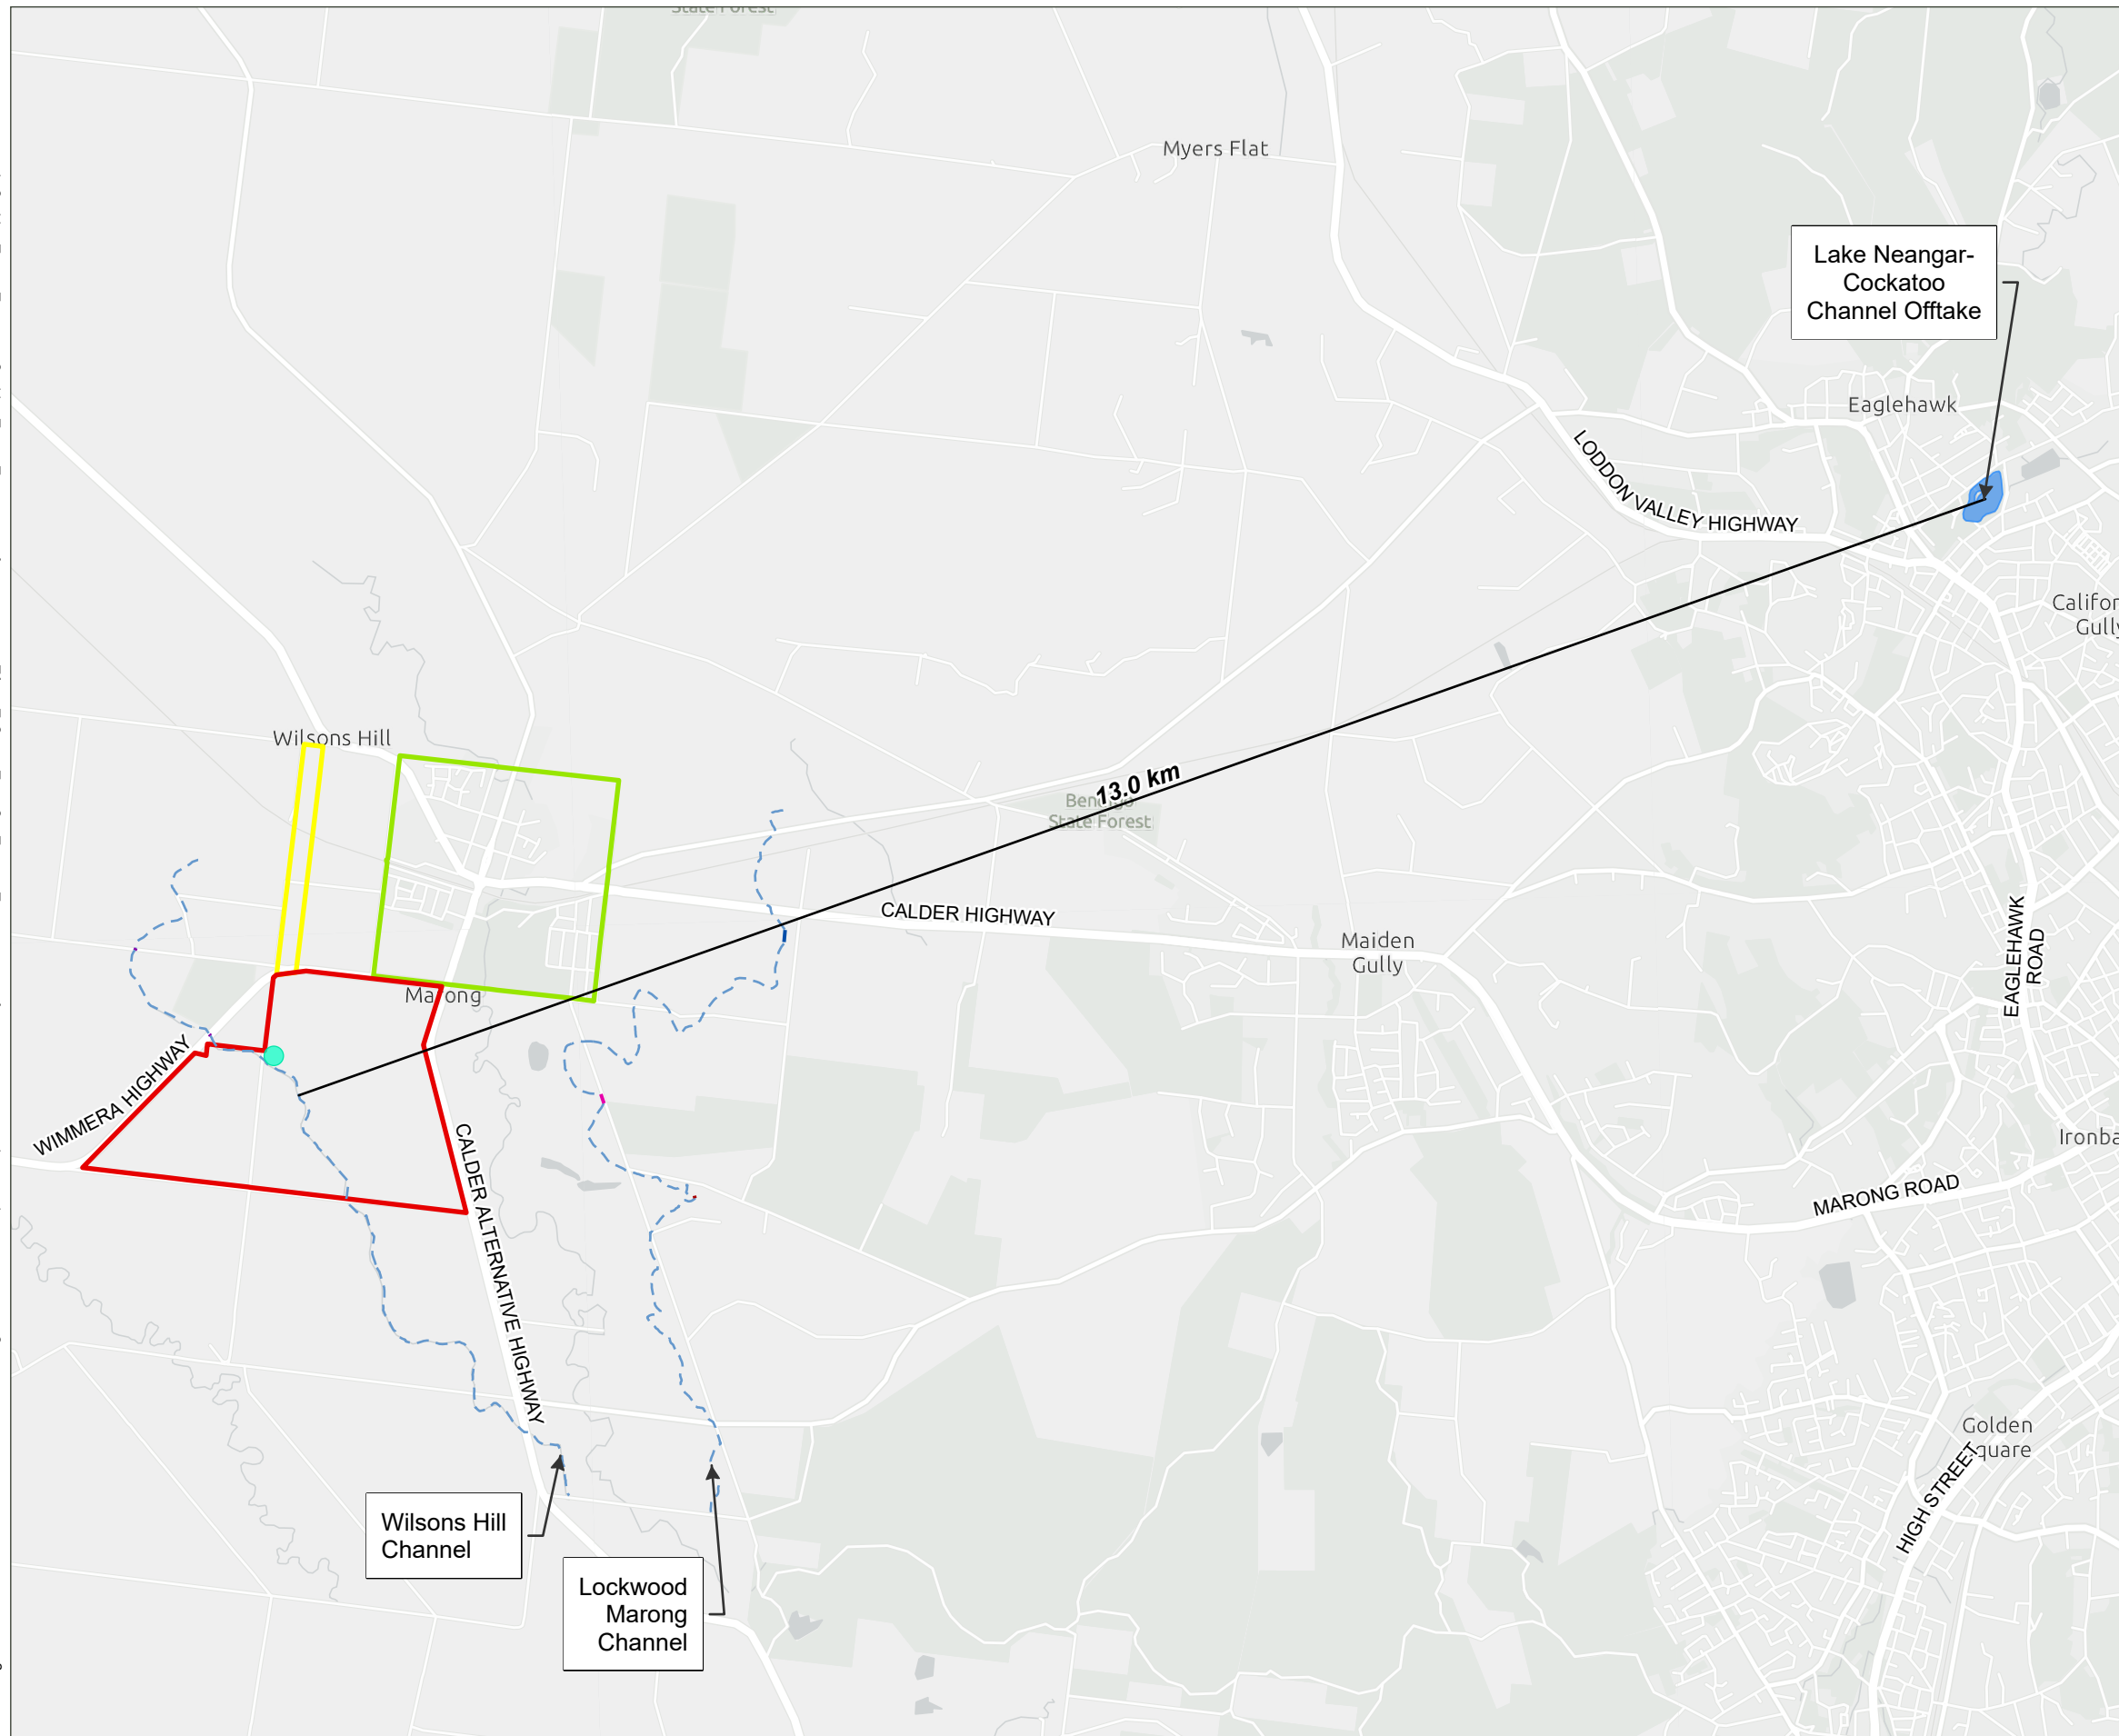 State Forest
Myers Flat
Lake Neangar-
Cockatoo
Channel Offtake
Eaglehawk
LODDON VALLEY HIGHWAY
Gully
Wilsons Hill
13.0 km
State Forest
CALDER HIGHWAY
Maiden
Gully
EAGLEHAWK
ROAD
WIMMERA HIGHWAY
CALDER ALTERNATIVE HIGHWAY
MARONG ROAD
Golden
HIGH STREET
Wilsons Hill
Channel
Lockwood
Marong
Channel